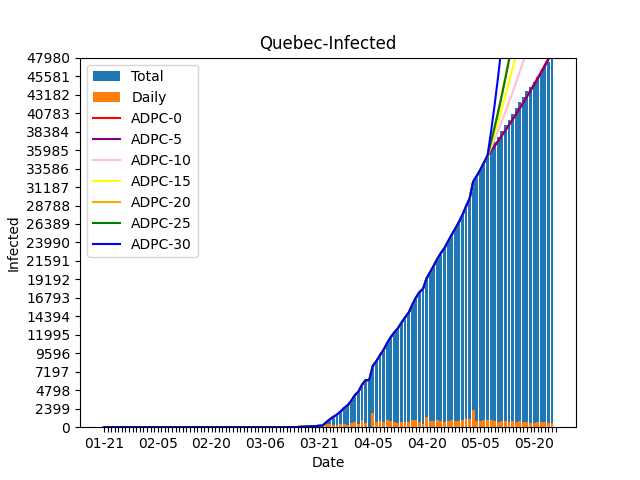 Quebec-Infected
47980
45581
43182
40783
38384
35985
33586
31187
28788
26389
23990
21591
19192
16793
14394
11995
9596
7197
4798
2399
0
Infected
Total
Daily
ADPC-0
ADPC-5
ADPC-10
ADPC-15
ADPC-20
ADPC-25
ADPC-30
01-21 02-05 02-20 03-06 03-21 04-05 04-20 05-05 05-20
Date